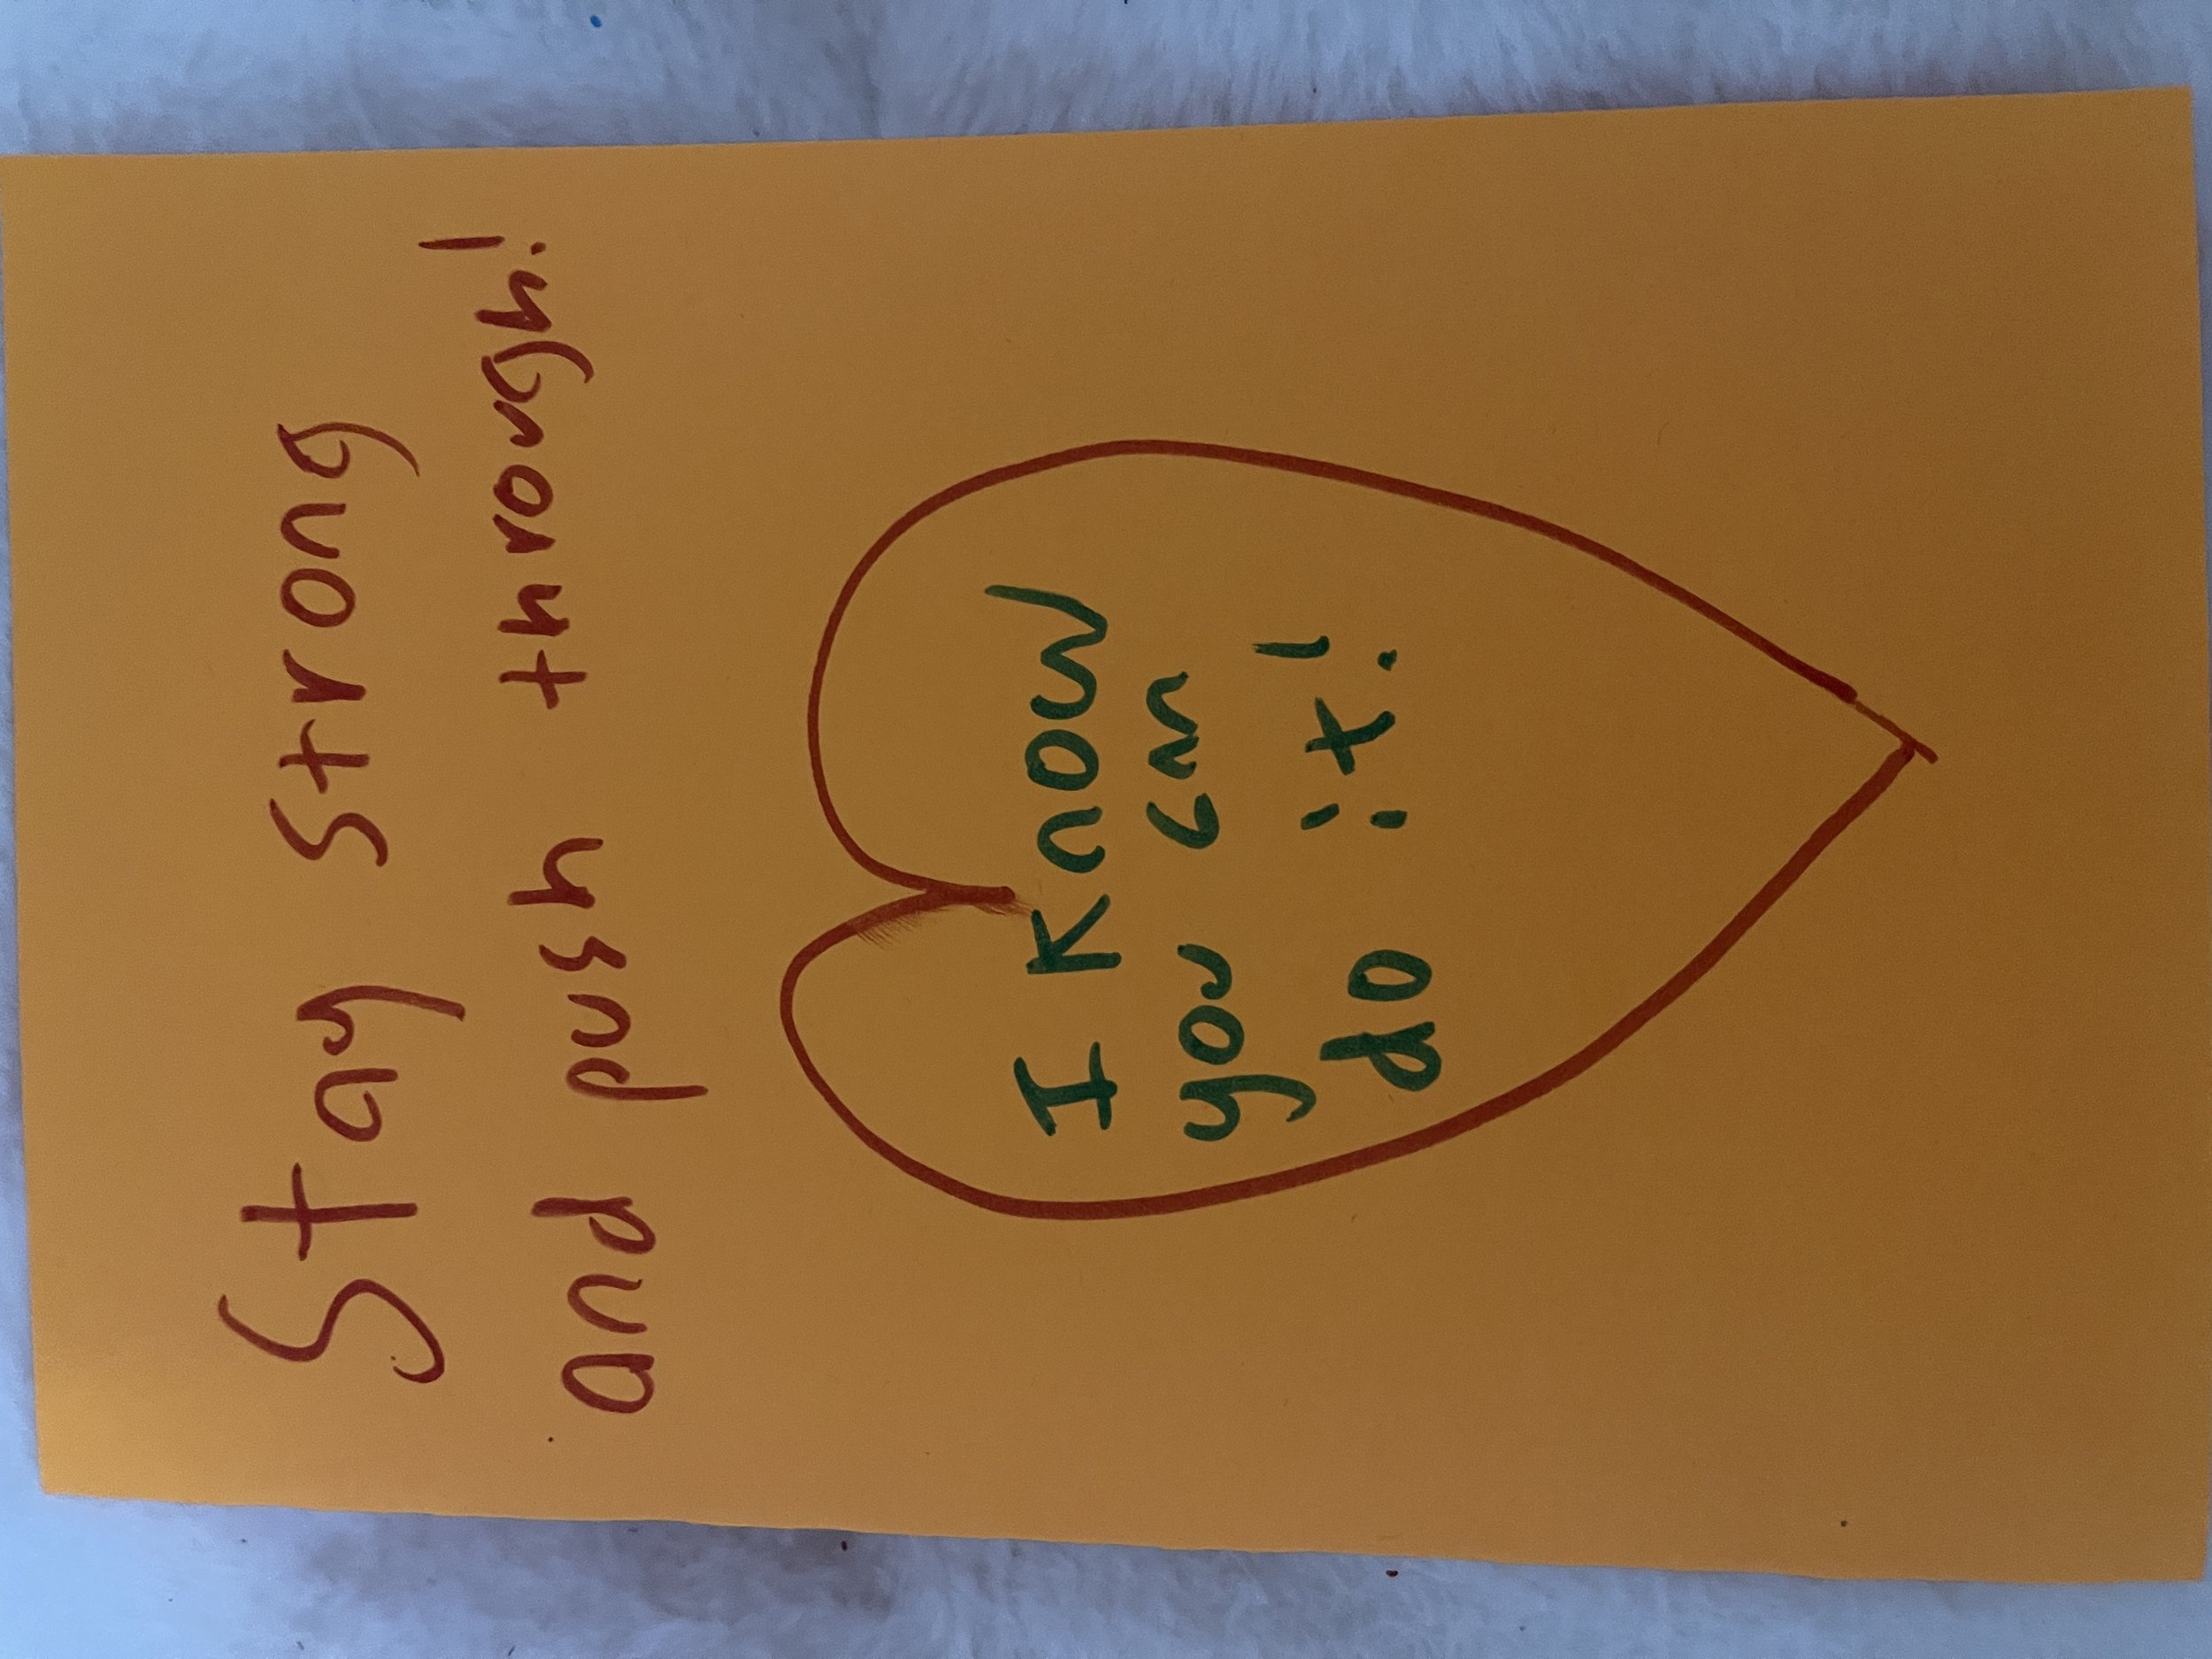 Stay strong
and push through!
I know
you can
do it!